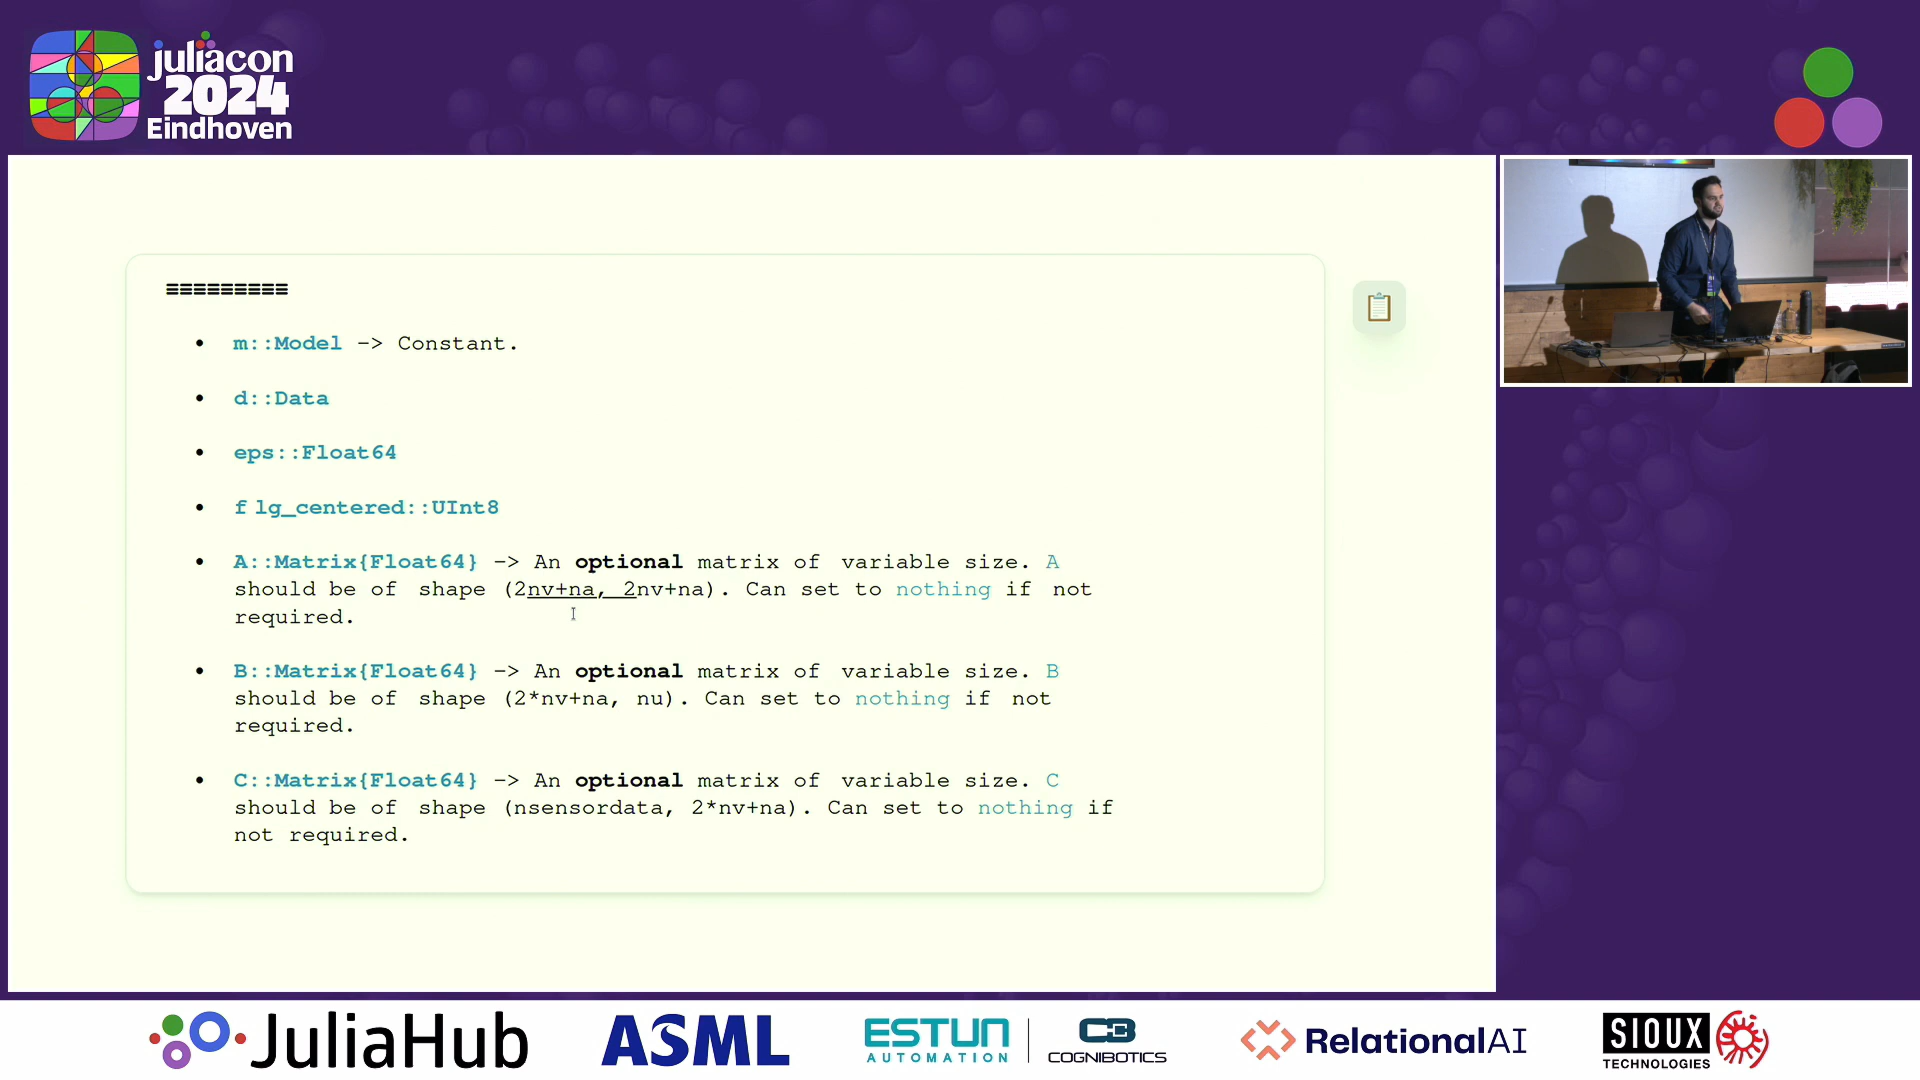 juliacon
2024
Eindhoven
=========
• m::Model -> Constant.
• d::Data
• eps::Float64
• flg_centered::UInt8
• A::Matrix{Float64} -> An optional matrix of variable size. A
should be of shape (2nv+na, 2nv+na). Can set to nothing if not
required.
• B::Matrix{Float64} -> An optional matrix of variable size. B
should be of shape (2*nv+na, nu). Can set to nothing if not
required.
• C::Matrix{Float64} -> An optional matrix of variable size. C
should be of shape (nsensordata, 2*nv+na). Can set to nothing if
not required.
JuliaHub
ASML
ESTUN
AUTOMATION
COGNIBOTICS
RelationalAI
SIOUX
TECHNOLOGIES